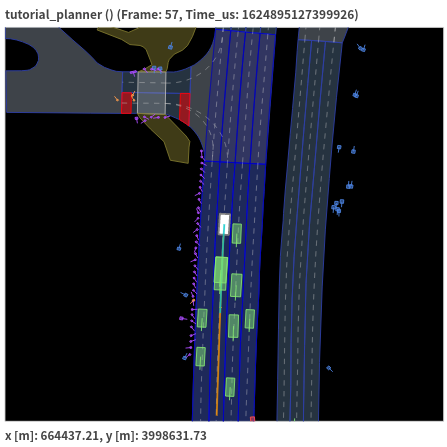 tutorial_planner () (Frame: 57, Time_us: 1624895127399926)
x [m]: 664437.21, y [m]: 3998631.73